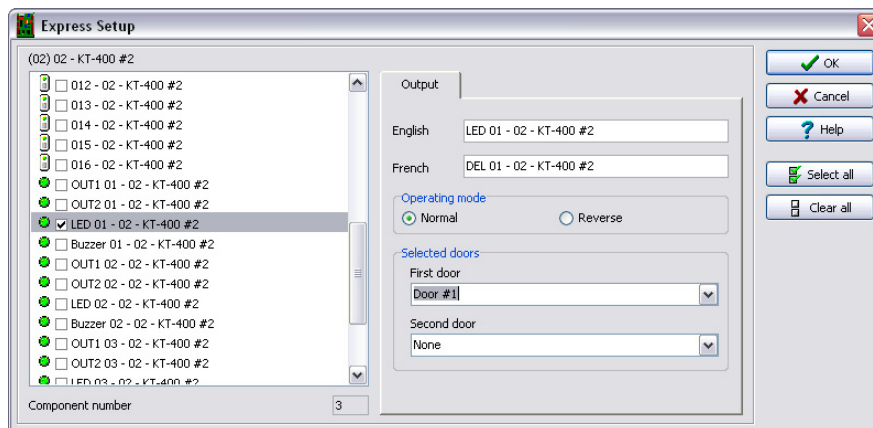 Express Setup
(02) 02 - KT-400 #2
012 - 02 - KT-400 #2
013 - 02 - KT-400 #2
014 - 02 - KT-400 #2
015 - 02 - KT-400 #2
016 - 02 - KT-400 #2
OUT1 01 - 02 - KT-400 #2
OUT2 01 - 02 - KT-400 #2
LED 01 - 02 - KT-400 #2
Buzzer 01 - 02 - KT-400 #2
OUT1 02 - 02 - KT-400 #2
OUT2 02 - 02 - KT-400 #2
LED 02 - 02 - KT-400 #2
Buzzer 02 - 02 - KT-400 #2
OUT1 03 - 02 - KT-400 #2
OUT2 03 - 02 - KT-400 #2
LED 03 - 02 - KT-400 #2
Component number 3
Output
English LED 01 - 02 - KT-400 #2
French DEL 01 - 02 - KT-400 #2
Operating mode
Normal Reverse
Selected doors
First door
Door #1
Second door
None
OK
Cancel
Help
Select all
Clear all